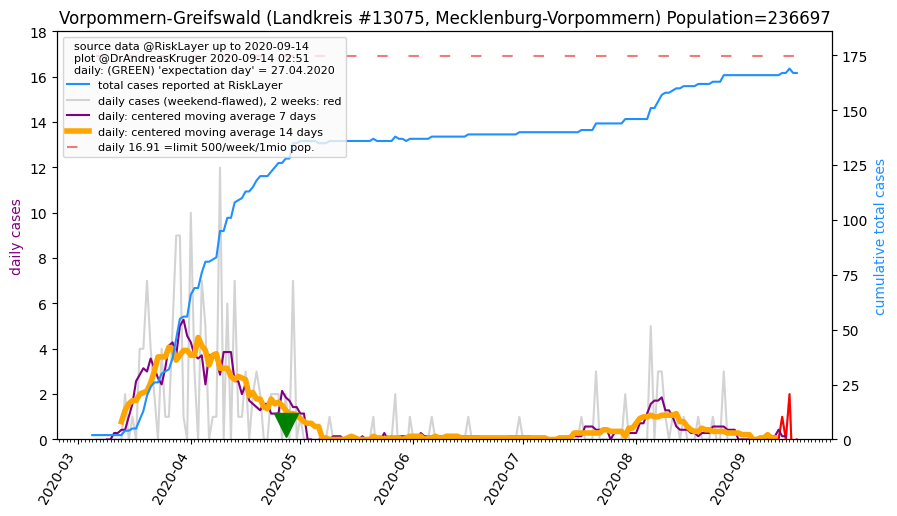 Vorpommern-Greifswald (Landkreis #13075, Mecklenburg-Vorpommern) Population=236697
source data @RiskLayer up to 2020-09-14
plot @DrAndreasKruger 2020-09-14 02:51
daily: (GREEN) 'expectation day' = 27.04.2020
total cases reported at RiskLayer
daily cases (weekend-flawed), 2 weeks: red
daily: centered moving average 7 days
daily: centered moving average 14 days
daily 16.91 =limit 500/week/1mio pop.
daily cases
18
16
14
12
10
8
6
4
2
0
cumulative total cases
175
150
125
100
75
50
25
0
2020-03
2020-04
2020-05
2020-06
2020-07
2020-08
2020-09